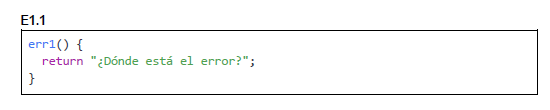 E1.1
err1() {
  return "¿Dónde está el error?";
}